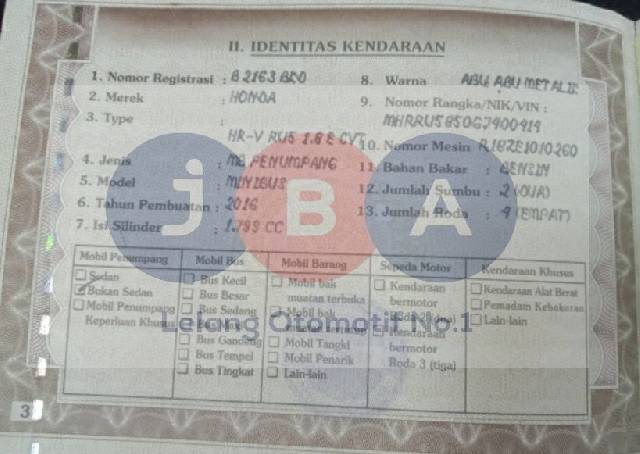 II. IDENTITAS KENDARAAN
1. Nomor Registrasi : B 2163 BRO
2. Merek : HONDA
3. Type :
HR-V RU5 1.8 E CVT
4. Jenis : MB. PENUMPANG
5. Model : MINIBUS
6. Tahun Pembuatan : 2016
7. Isi Silinder : 1.799 CC
8. Warna ABU ABU METALIK
9. Nomor Rangka/NIK/VIN :
10. Nomor Mesin
11. Bahan Bakar : BENSIN
12. Jumlah Sumbu : 2 (DUA)
13. Jumlah Roda : 4 (EMPAT)
jBA
Lelang Otomotif No.1
Mobil Penumpang
Sedan
Bukan Sedan
Mobil Penumpang
Keperluan Khusus
Mobil Bus
Bus Kecil
Bus Besar
Bus Sedang
Bus Gandeng
Bus Tempel
Bus Tingkat
Mobil Barang
Mobil bak
muatan terbuka
Mobil bak
Mobil Tangki
Mobil Penarik
Lain-lain
Sepeda Motor
Kendaraan
bermotor
Roda 2 (dua)
Kendaraan
bermotor
Roda 3 (tiga)
Kendaraan Khusus
Kendaraan Alat Berat
Pemadam Kebakaran
Lain-lain
3